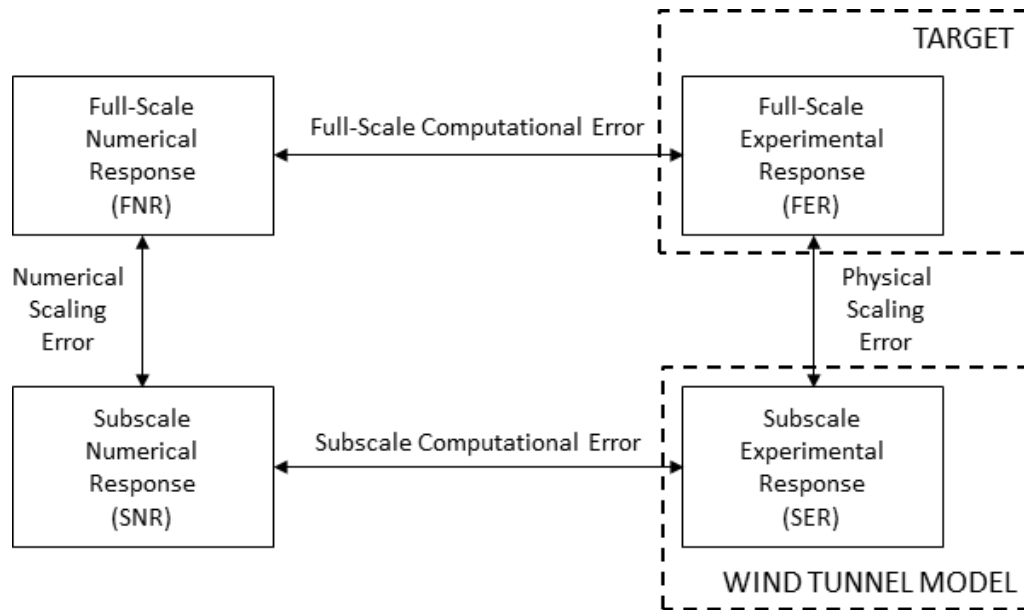 TARGET
Full-Scale
Numerical
Response
(FNR)
Full-Scale Computational Error
Full-Scale
Experimental
Response
(FER)
Numerical
Scaling
Error
Physical
Scaling
Error
Subscale
Numerical
Response
(SNR)
Subscale Computational Error
Subscale
Experimental
Response
(SER)
WIND TUNNEL MODEL